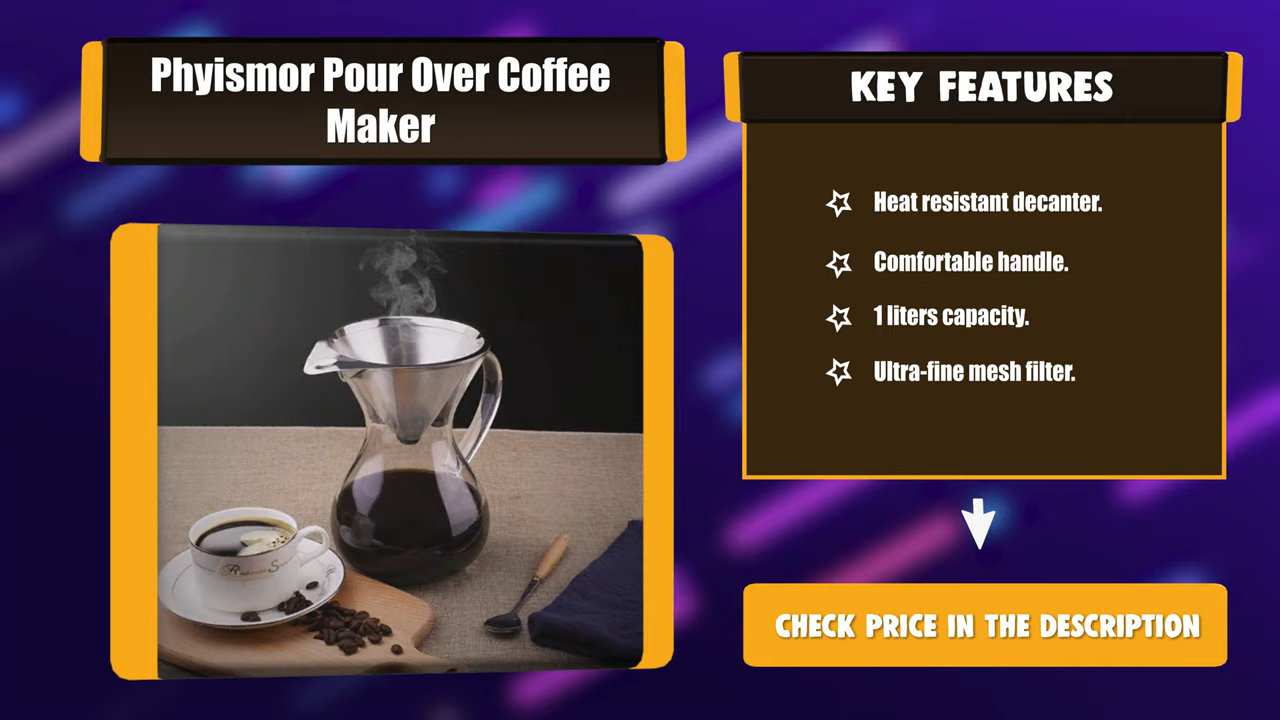 Phyismor Pour Over Coffee
Maker
KEY FEATURES
Heat resistant decanter.
Comfortable handle.
1 liters capacity.
Ultra-fine mesh filter.
CHECK PRICE IN THE DESCRIPTION